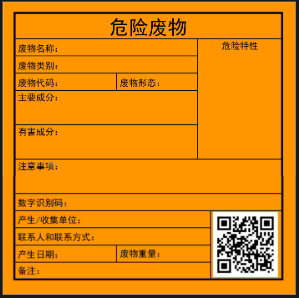 危险废物
废物名称：
危险特性
废物类别：
废物代码： 废物形态：
主要成分：
有害成分：
注意事项：
数字识别码：
产生/收集单位：
联系人和联系方式：
产生日期： 废物重量：
备注：